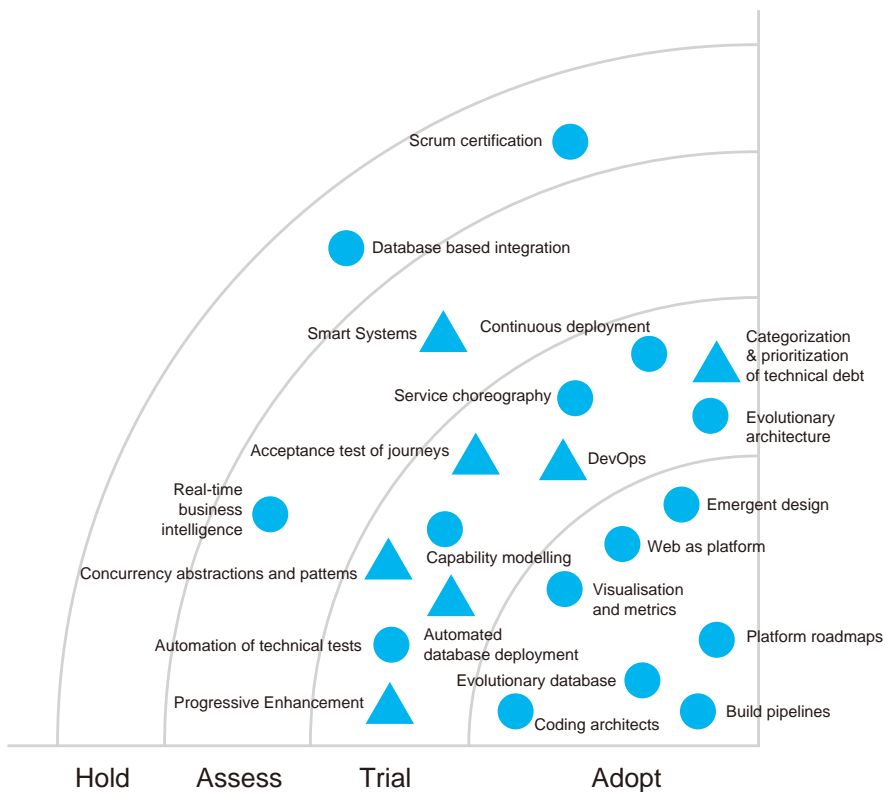 Scrum certification
Database based integration
Smart Systems
Continuous deployment
Categorization
& prioritization
of technical debt
Service choreography
Evolutionary
architecture
Acceptance test of journeys
DevOps
Real-time
business
intelligence
Emergent design
Web as platform
Capability modelling
Concurrency abstractions and pattems
Visualisation
and metrics
Automation of technical tests
Automated
database deployment
Platform roadmaps
Evolutionary database
Progressive Enhancement
Coding architects
Build pipelines
Hold
Assess
Trial
Adopt